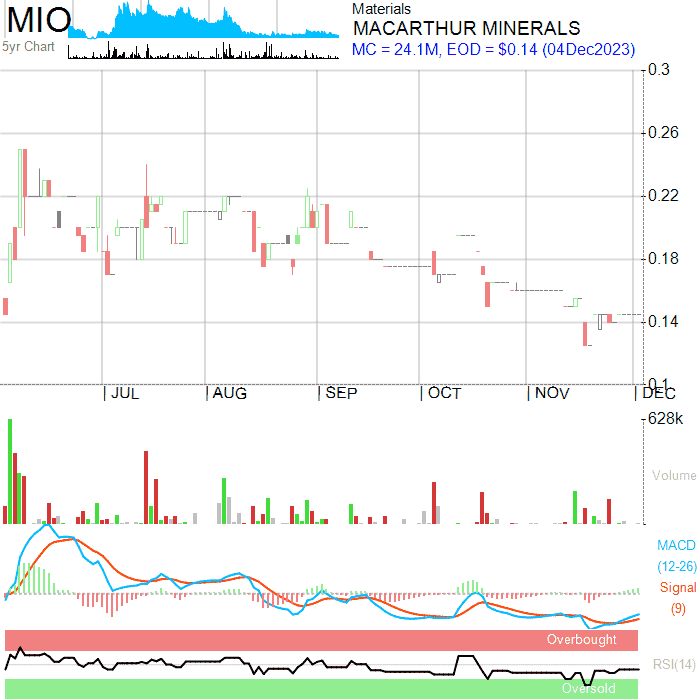 MIO
5yr Chart
Materials
MACARTHUR MINERALS
MC = 24.1M, EOD = $0.14 (04Dec2023)
0.3
0.26
0.22
0.18
0.14
0.1
JUL AUG SEP OCT NOV DEC
628k
Volume
MACD
(12-26)
Signal
(9)
Overbought
RSI(14)
Oversold